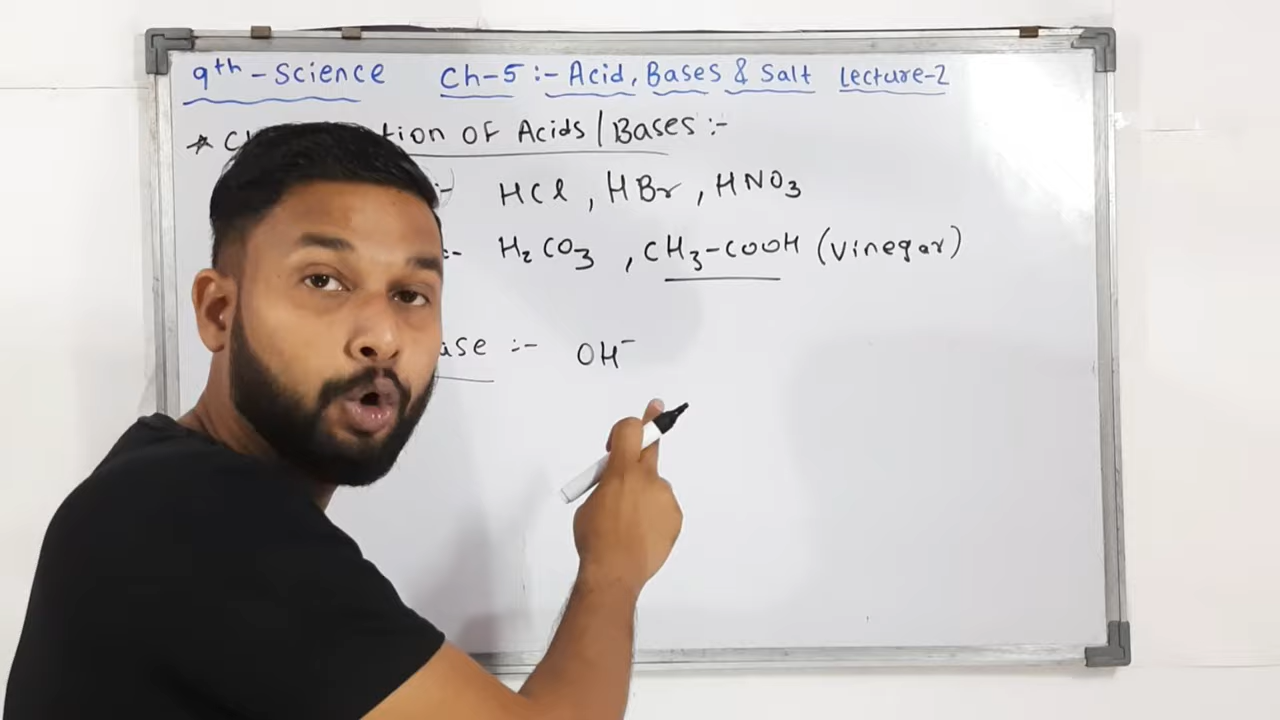 9th - Science Ch-5 :- Acid, Bases & Salt Lecture-2
* tion OF Acids / Bases :-
:- HCl , HBr , HNO3
:- H2CO3 , CH3-COOH (Vinegar)
:- OH-